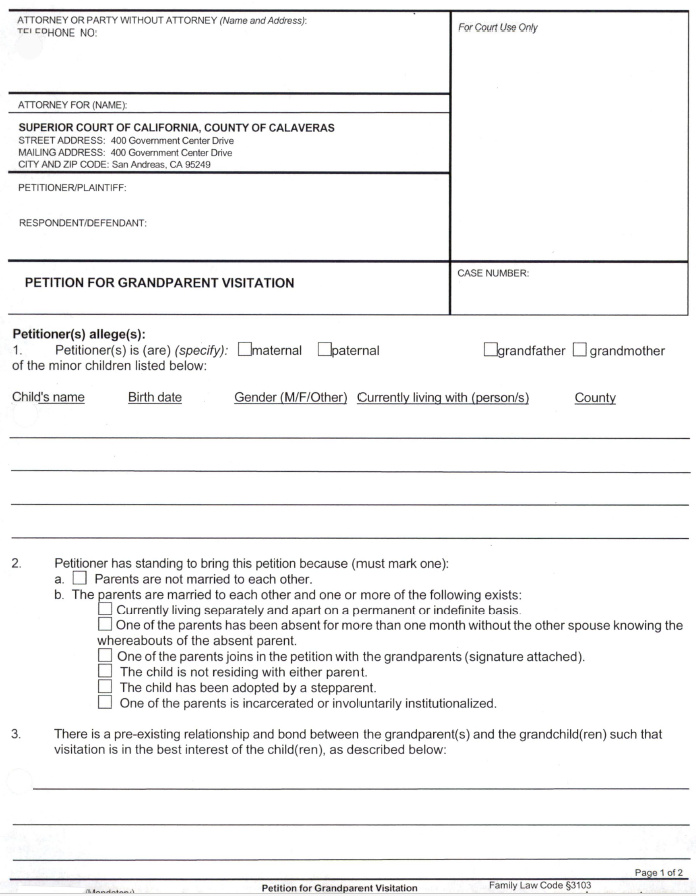 ATTORNEY OR PARTY WITHOUT ATTORNEY (Name and Address):
TELEPHONE NO:
For Court Use Only
ATTORNEY FOR (NAME):
SUPERIOR COURT OF CALIFORNIA, COUNTY OF CALAVERAS
STREET ADDRESS: 400 Government Center Drive
MAILING ADDRESS: 400 Government Center Drive
CITY AND ZIP CODE: San Andreas, CA 95249
PETITIONER/PLAINTIFF:
RESPONDENT/DEFENDANT:
PETITION FOR GRANDPARENT VISITATION
CASE NUMBER:
Petitioner(s) allege(s):
1. Petitioner(s) is (are) (specify): maternal paternal grandfather grandmother
of the minor children listed below:
Child's name Birth date Gender (M/F/Other) Currently living with (person/s) County
2. Petitioner has standing to bring this petition because (must mark one):
a. Parents are not married to each other.
b. The parents are married to each other and one or more of the following exists:
Currently living separately and apart on a permanent or indefinite basis.
One of the parents has been absent for more than one month without the other spouse knowing the
whereabouts of the absent parent.
One of the parents joins in the petition with the grandparents (signature attached).
The child is not residing with either parent.
The child has been adopted by a stepparent.
One of the parents is incarcerated or involuntarily institutionalized.
3. There is a pre-existing relationship and bond between the grandparent(s) and the grandchild(ren) such that
visitation is in the best interest of the child(ren), as described below:
Page 1 of 2
(Mandatory) Petition for Grandparent Visitation Family Law Code §3103